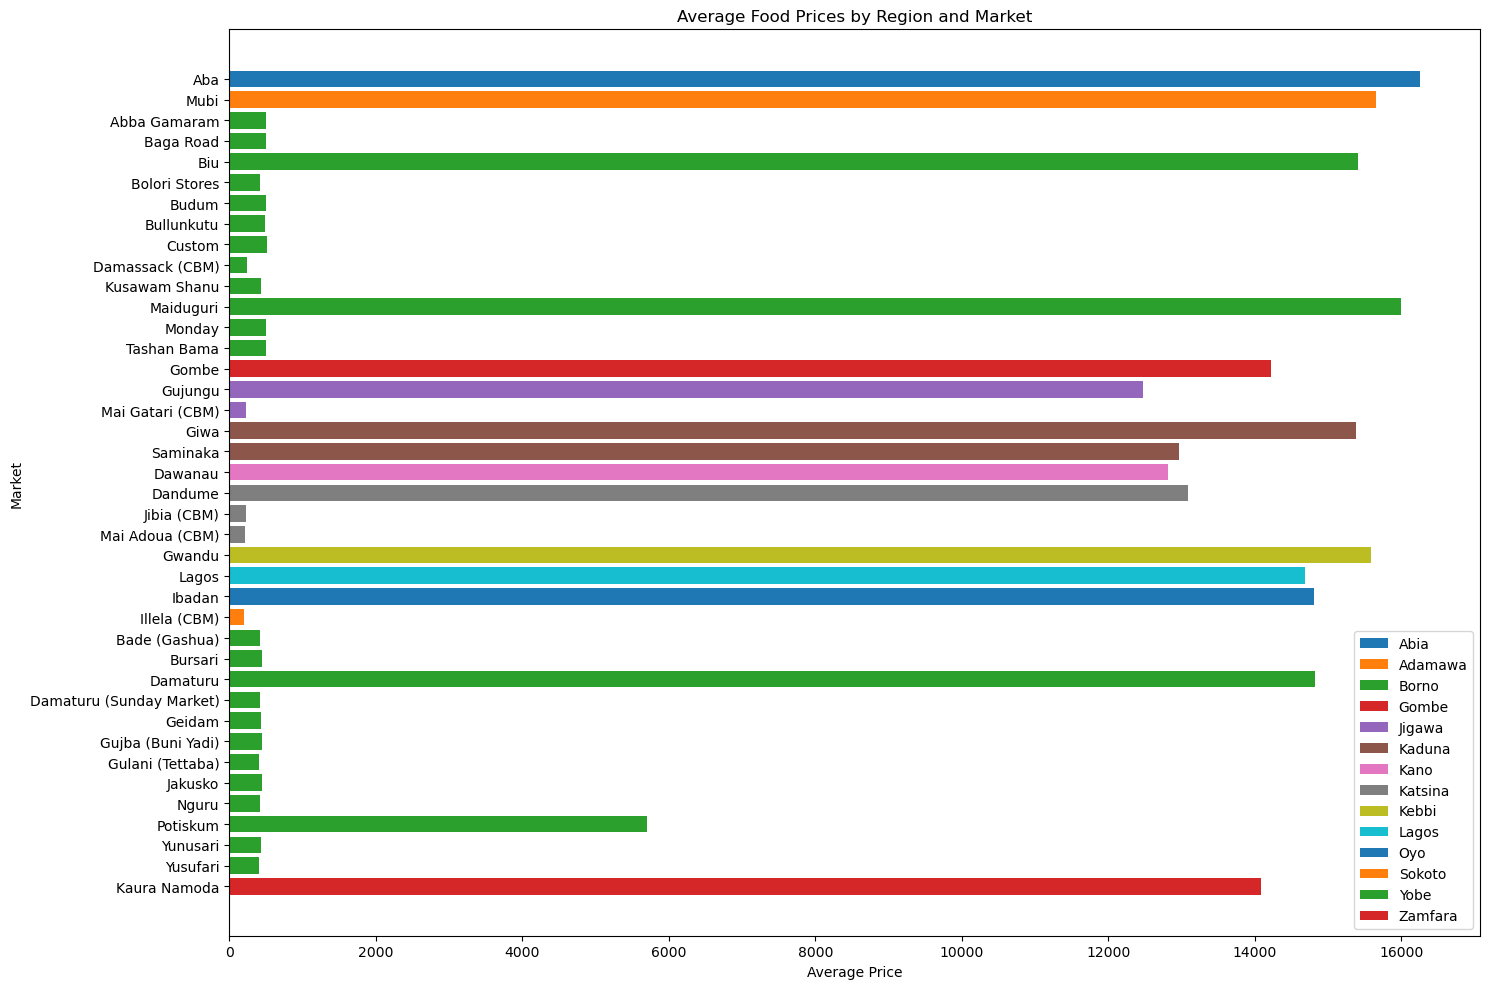 Average Food Prices by Region and Market
Market
Aba
Mubi
Abba Gamaram
Baga Road
Biu
Bolori Stores
Budum
Bullunkutu
Custom
Damassack (CBM)
Kusawam Shanu
Maiduguri
Monday
Tashan Bama
Gombe
Gujungu
Mai Gatari (CBM)
Giwa
Saminaka
Dawanau
Dandume
Jibia (CBM)
Mai Adoua (CBM)
Gwandu
Lagos
Ibadan
Illela (CBM)
Bade (Gashua)
Bursari
Damaturu
Damaturu (Sunday Market)
Geidam
Gujba (Buni Yadi)
Gulani (Tettaba)
Jakusko
Nguru
Potiskum
Yunusari
Yusufari
Kaura Namoda
Abia
Adamawa
Borno
Gombe
Jigawa
Kaduna
Kano
Katsina
Kebbi
Lagos
Oyo
Sokoto
Yobe
Zamfara
0 2000 4000 6000 8000 10000 12000 14000 16000
Average Price